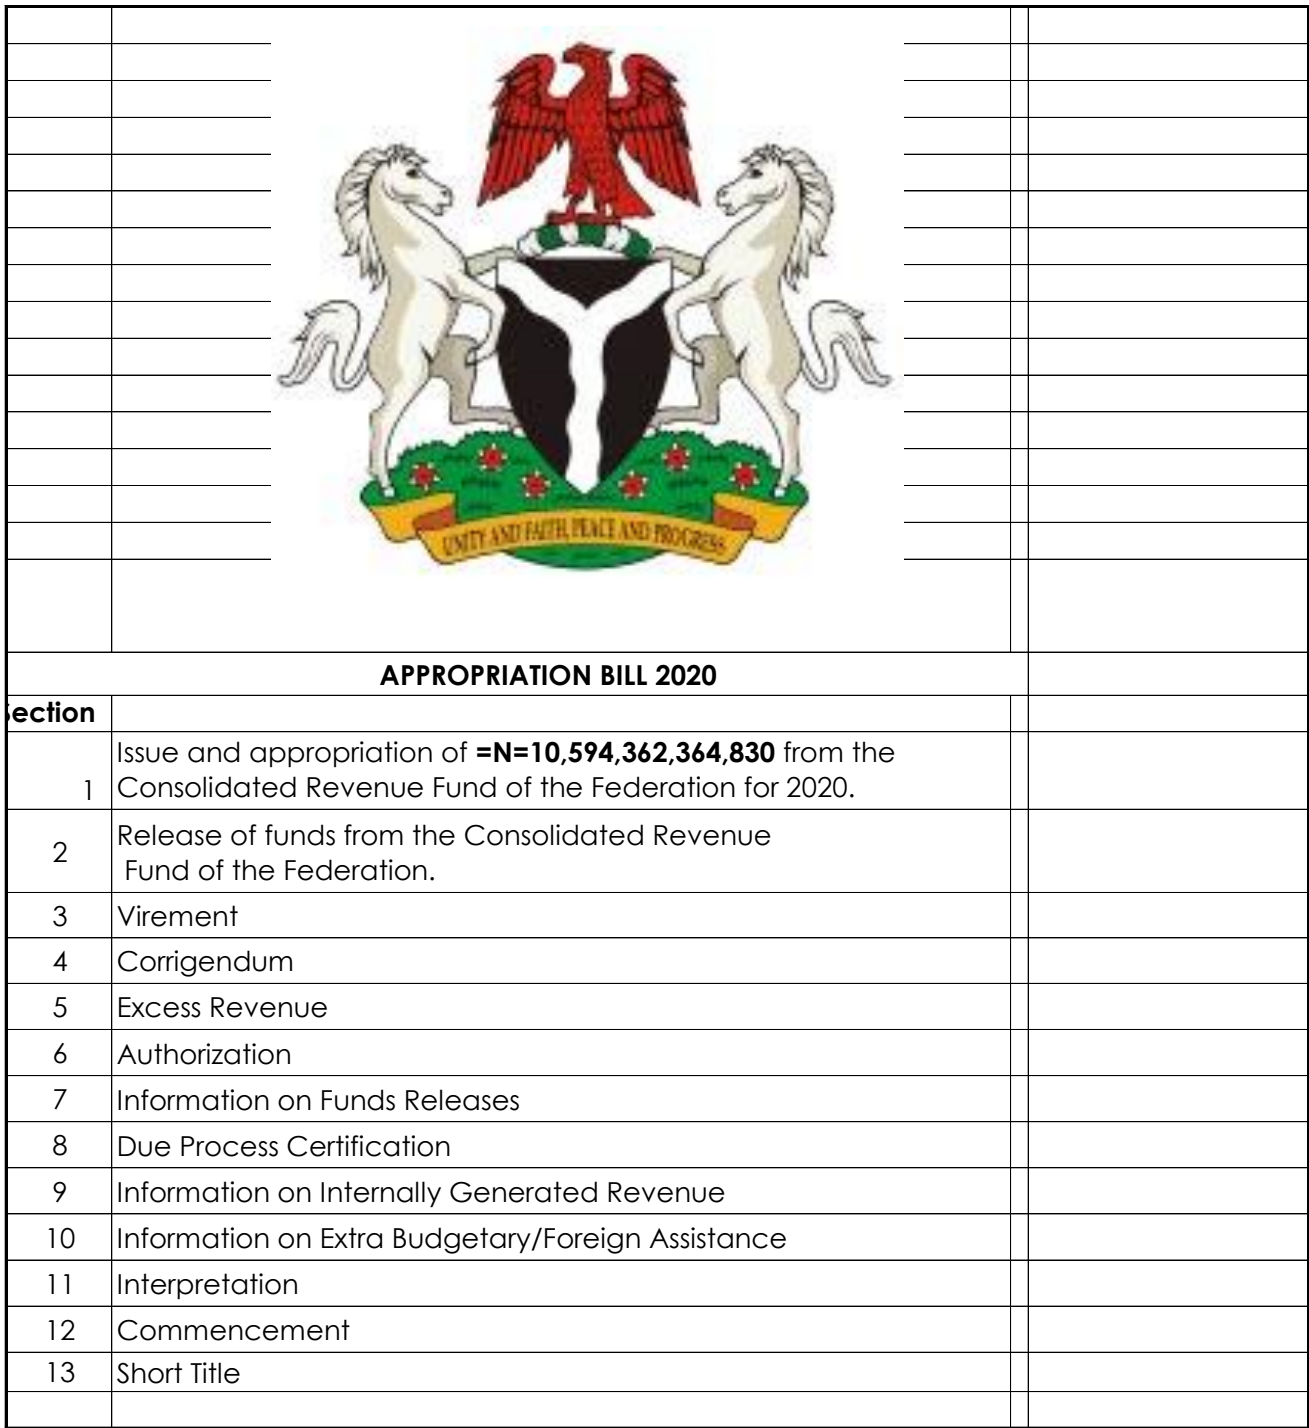 UNITY AND FAITH, PEACE AND PROGRESS
APPROPRIATION BILL 2020
Section
Issue and appropriation of =N=10,594,362,364,830 from the
1 Consolidated Revenue Fund of the Federation for 2020.
2 Release of funds from the Consolidated Revenue
Fund of the Federation.
3 Virement
4 Corrigendum
5 Excess Revenue
6 Authorization
7 Information on Funds Releases
8 Due Process Certification
9 Information on Internally Generated Revenue
10 Information on Extra Budgetary/Foreign Assistance
11 Interpretation
12 Commencement
13 Short Title